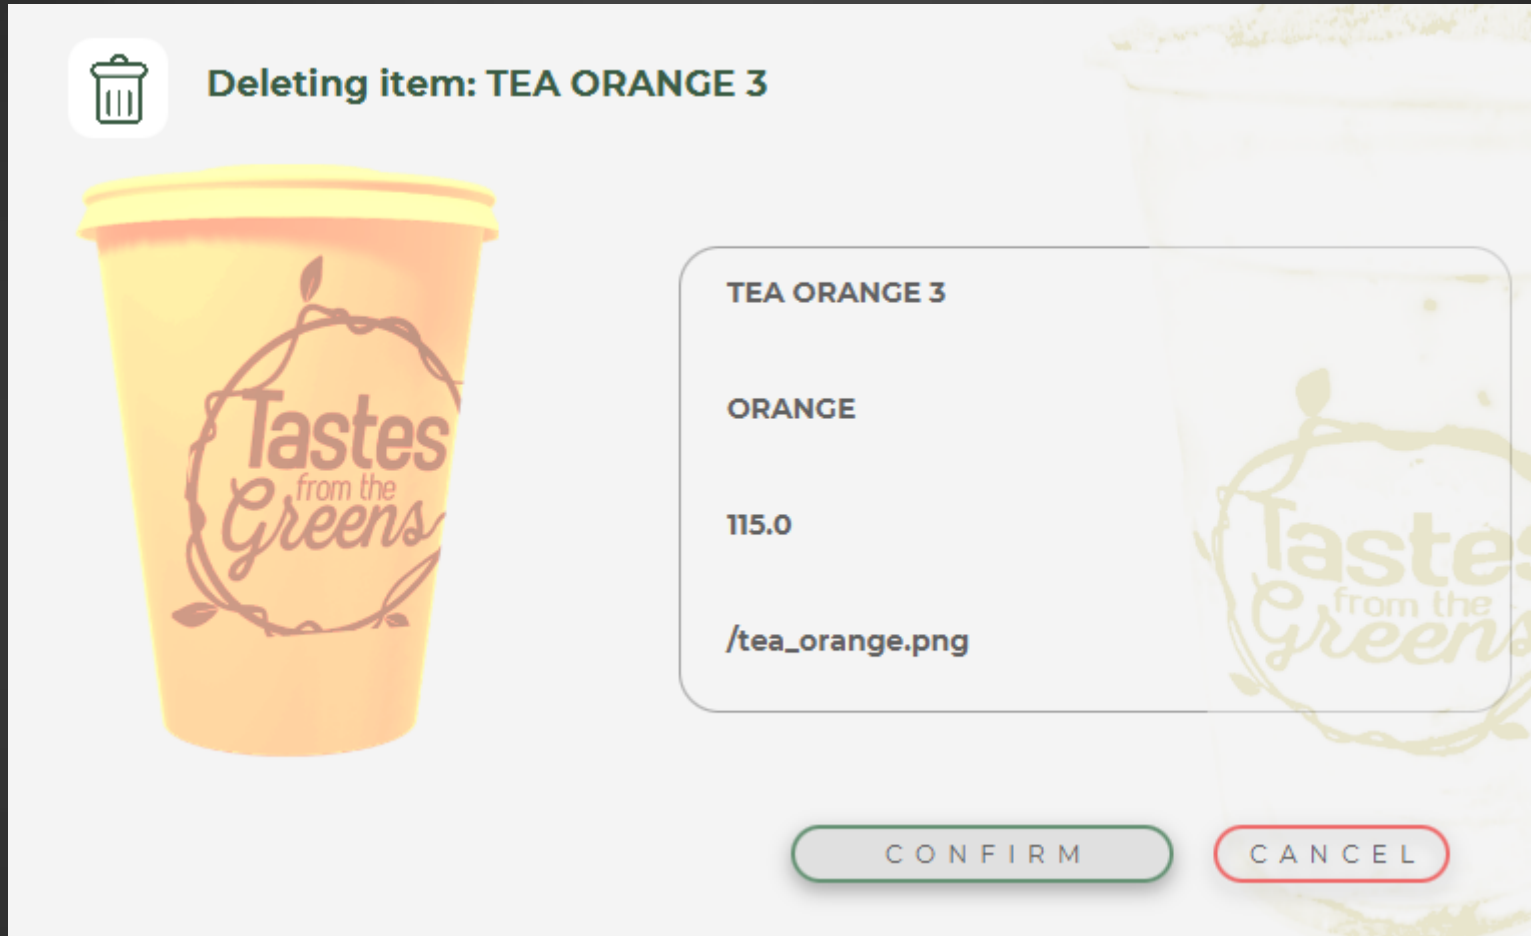 Deleting item: TEA ORANGE 3
Tastes
from the
Greens
TEA ORANGE 3
ORANGE
115.0
/tea_orange.png
Tastes
from the
Greens
CONFIRM
CANCEL